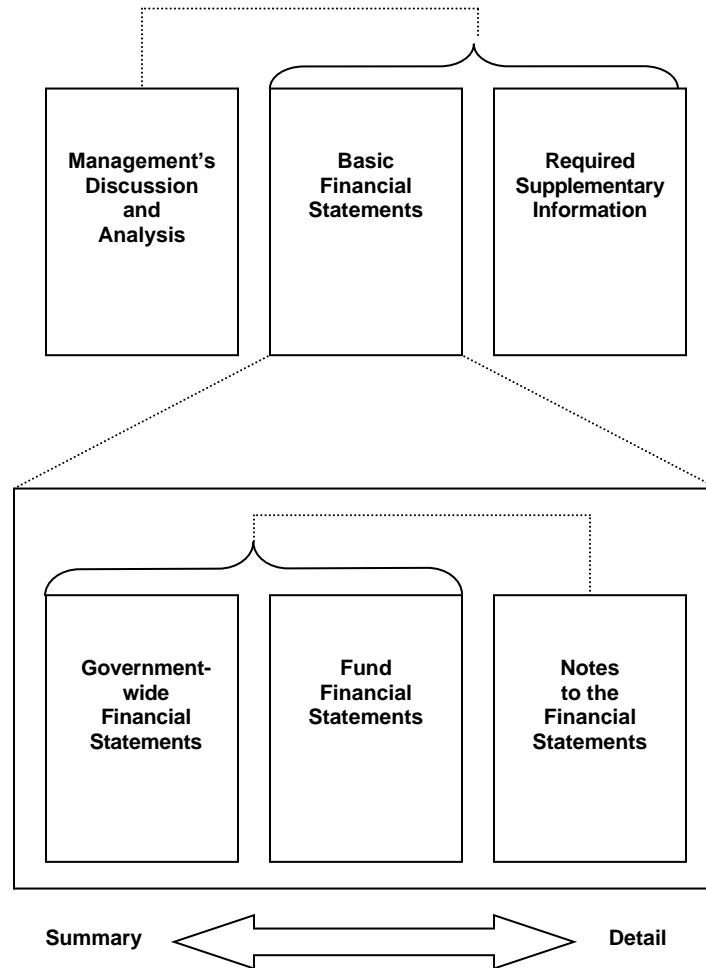 Management’s
Discussion
and
Analysis
Basic
Financial
Statements
Required
Supplementary
Information
Government-
wide
Financial
Statements
Fund
Financial
Statements
Notes
to the
Financial
Statements
Summary
Detail